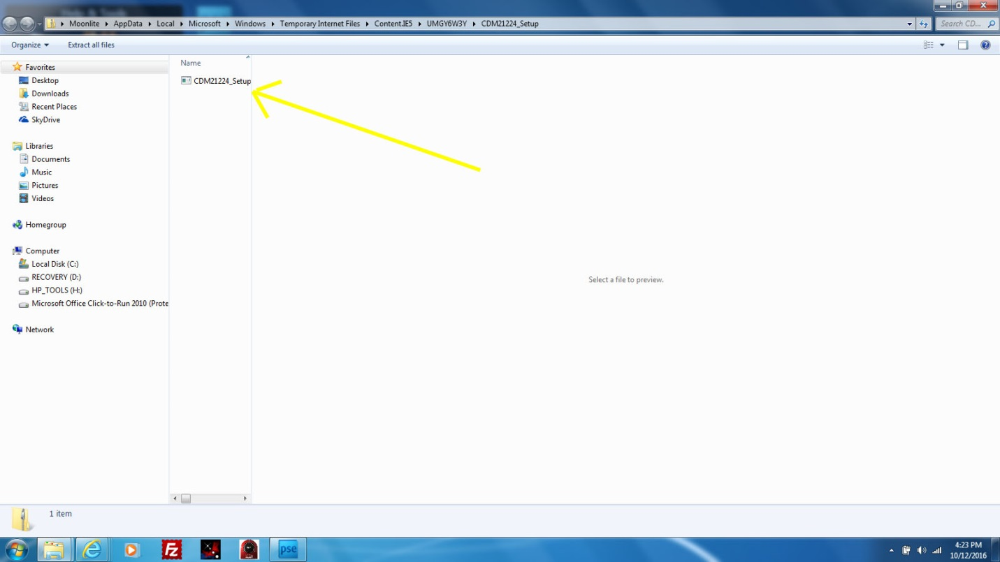 Moonlite AppData Local Microsoft Windows Temporary Internet Files Content.IE5 UMGY6W3Y CDM21224_Setup
Search CD...
Organize Extract all files
Name
CDM21224_Setup
Favorites
Desktop
Downloads
Recent Places
SkyDrive
Libraries
Documents
Music
Pictures
Videos
Homegroup
Computer
Local Disk (C:)
RECOVERY (D:)
HP_TOOLS (H:)
Microsoft Office Click-to-Run 2010 (Prote
Network
Select a file to preview.
1 item
Fz
pse
4:23 PM
10/12/2016